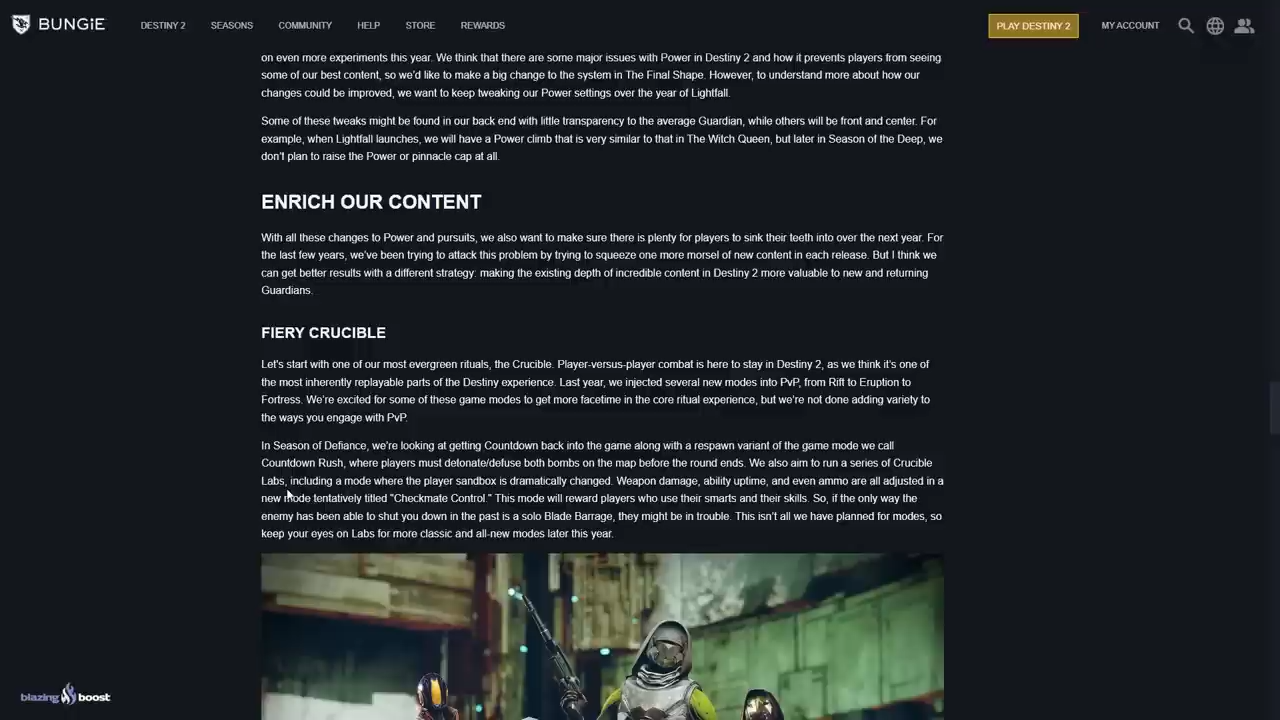 BUNGiE
DESTINY 2
SEASONS
COMMUNITY
HELP
STORE
REWARDS
PLAY DESTINY 2
MY ACCOUNT
on even more experiments this year. We think that there are some major issues with Power in Destiny 2 and how it prevents players from seeing
some of our best content, so we'd like to make a big change to the system in The Final Shape. However, to understand more about how our
changes could be improved, we want to keep tweaking our Power settings over the year of Lightfall.
Some of these tweaks might be found in our back end with little transparency to the average Guardian, while others will be front and center. For
example, when Lightfall launches, we will have a Power climb that is very similar to that in The Witch Queen, but later in Season of the Deep, we
don't plan to raise the Power or pinnacle cap at all.
ENRICH OUR CONTENT
With all these changes to Power and pursuits, we also want to make sure there is plenty for players to sink their teeth into over the next year. For
the last few years, we've been trying to attack this problem by trying to squeeze one more morsel of new content in each release. But I think we
can get better results with a different strategy: making the existing depth of incredible content in Destiny 2 more valuable to new and returning
Guardians.
FIERY CRUCIBLE
Let's start with one of our most evergreen rituals, the Crucible. Player-versus-player combat is here to stay in Destiny 2, as we think it's one of
the most inherently replayable parts of the Destiny experience. Last year, we injected several new modes into PvP, from Rift to Eruption to
Fortress. We're excited for some of these game modes to get more facetime in the core ritual experience, but we're not done adding variety to
the ways you engage with PvP.
In Season of Defiance, we're looking at getting Countdown back into the game along with a respawn variant of the game mode we call
Countdown Rush, where players must detonate/defuse both bombs on the map before the round ends. We also aim to run a series of Crucible
Labs, including a mode where the player sandbox is dramatically changed. Weapon damage, ability uptime, and even ammo are all adjusted in a
new mode tentatively titled "Checkmate Control." This mode will reward players who use their smarts and their skills. So, if the only way the
enemy has been able to shut you down in the past is a solo Blade Barrage, they might be in trouble. This isn't all we have planned for modes, so
keep your eyes on Labs for more classic and all-new modes later this year.
blazing boost